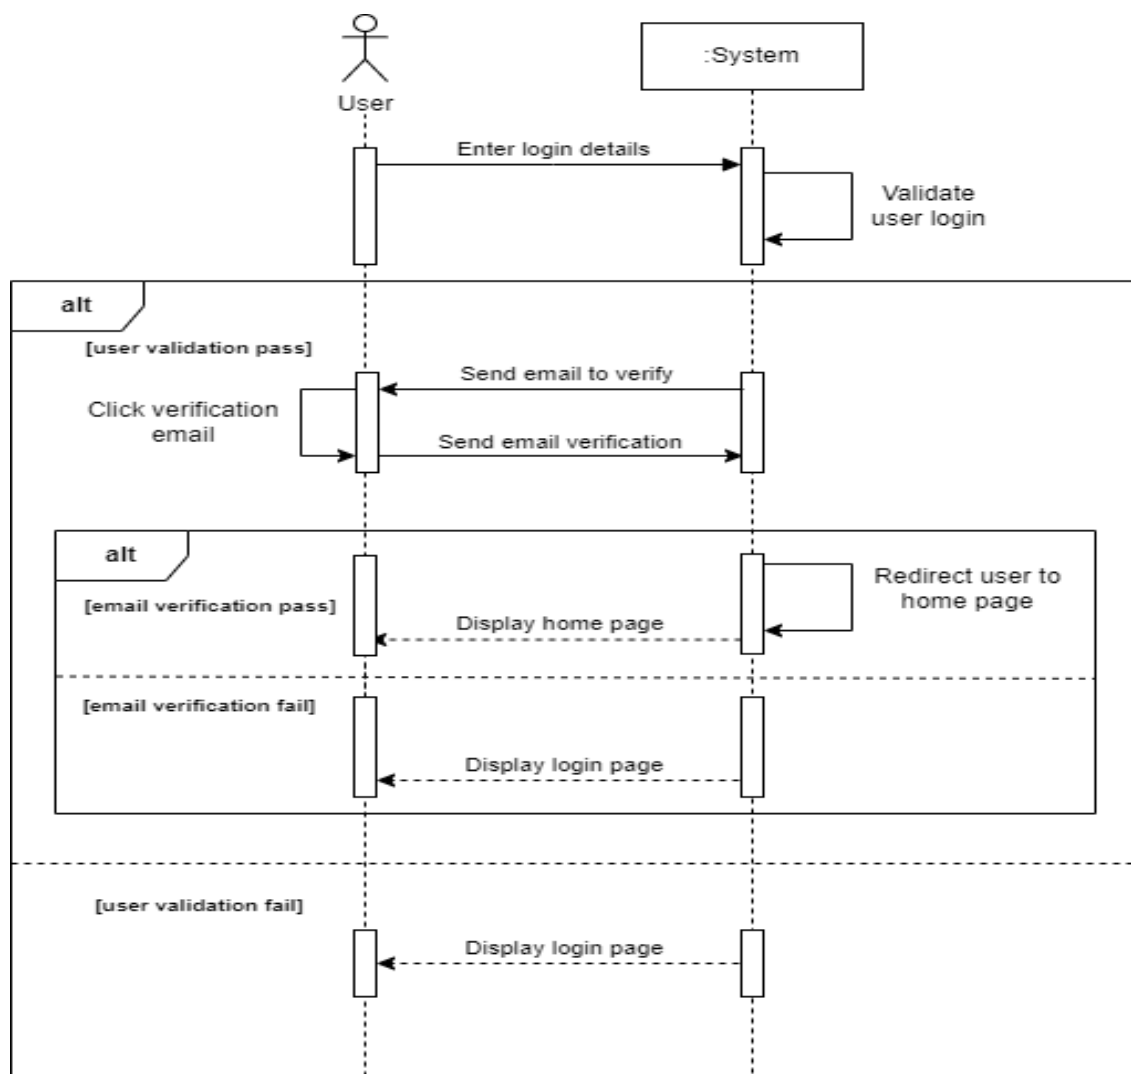 User
:System
Enter login details
Validate
user login
alt
[user validation pass]
Send email to verify
Click verification
email
Send email verification
alt
[email verification pass]
Redirect user to
home page
Display home page
[email verification fail]
Display login page
[user validation fail]
Display login page